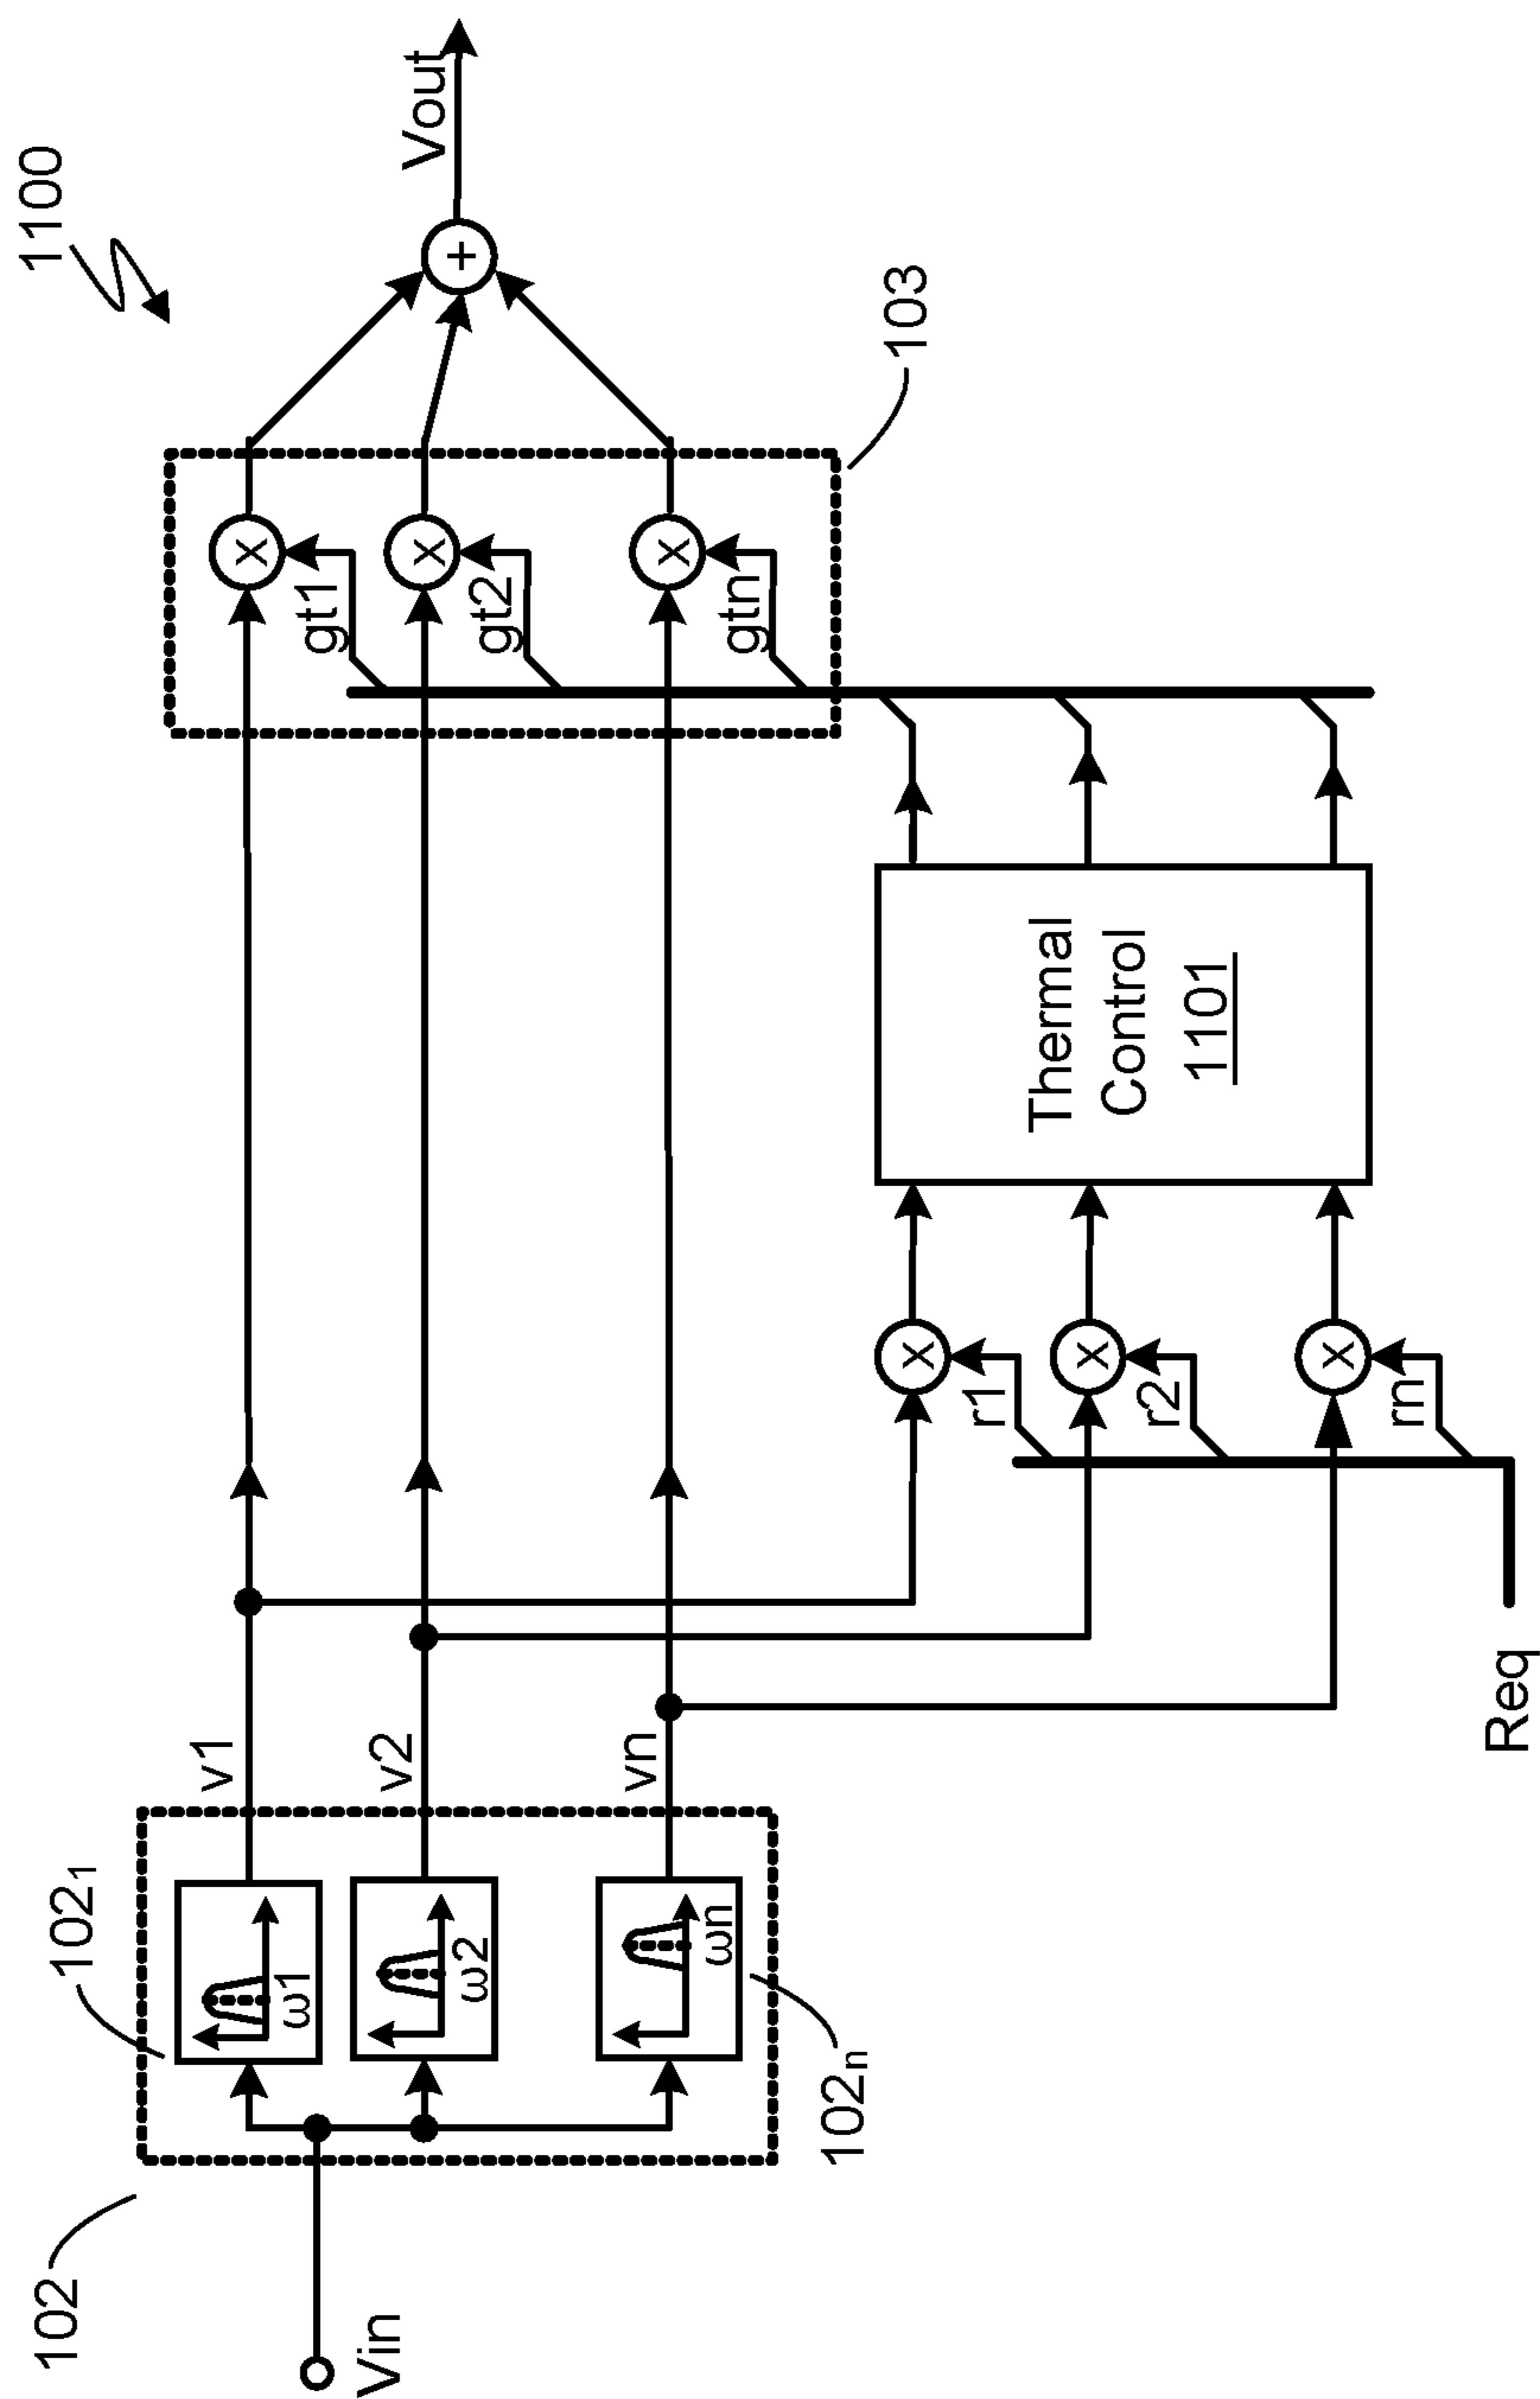 1100
102
102₁
Vin
ω1
ω2
ωn
102ₙ
v1
v2
vn
gt1
gt2
gtn
103
x
x
x
+
Vout
Req
r1
r2
rn
x
x
x
Thermal
Control
1101